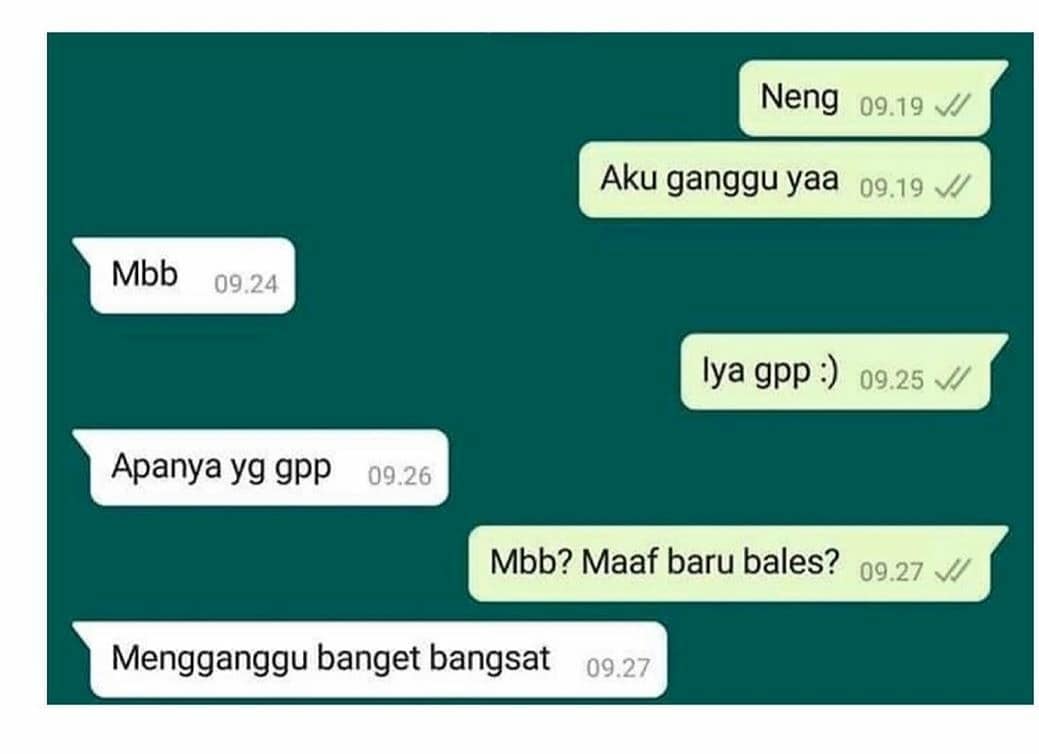 Neng 09.19
Aku ganggu yaa 09.19
Mbb 09.24
Iya gpp :) 09.25
Apanya yg gpp 09.26
Mbb? Maaf baru bales? 09.27
Mengganggu banget bangsat 09.27